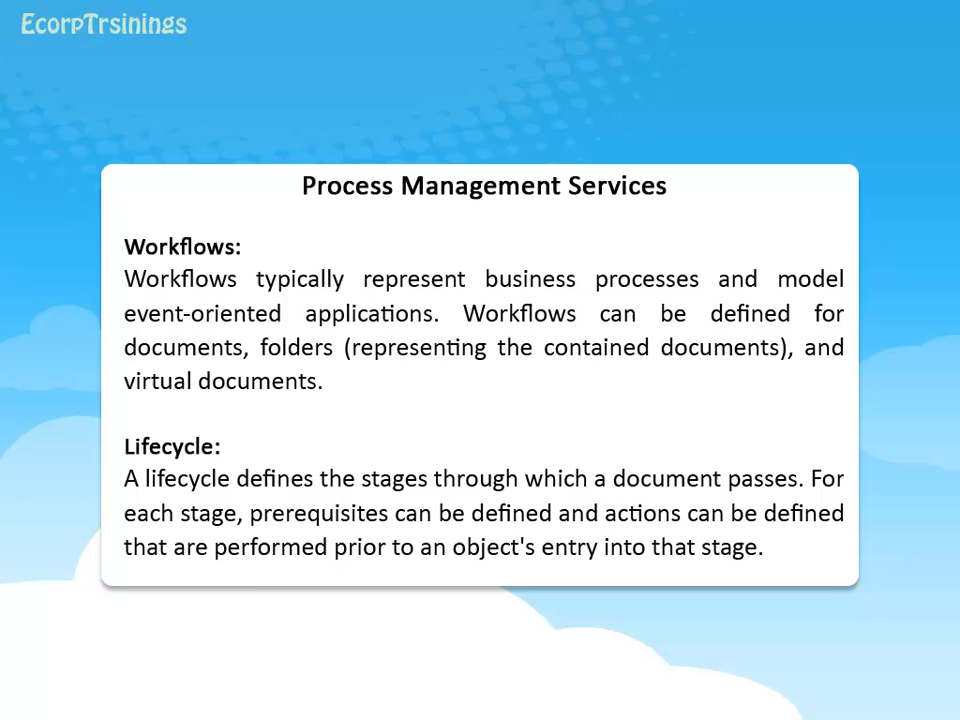 EcorpTrsinings
Process Management Services
Workflows:
Workflows typically represent business processes and model
event-oriented applications. Workflows can be defined for
documents, folders (representing the contained documents), and
virtual documents.
Lifecycle:
A lifecycle defines the stages through which a document passes. For
each stage, prerequisites can be defined and actions can be defined
that are performed prior to an object's entry into that stage.